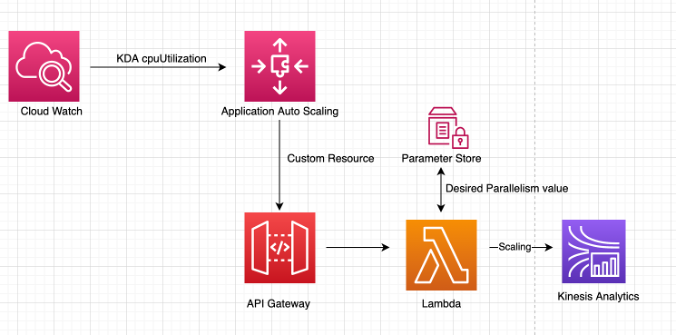 KDA cpuUtilization
Cloud Watch
Application Auto Scaling
Custom Resource
Parameter Store
Desired Parallelism value
Scaling
API Gateway
Lambda
Kinesis Analytics